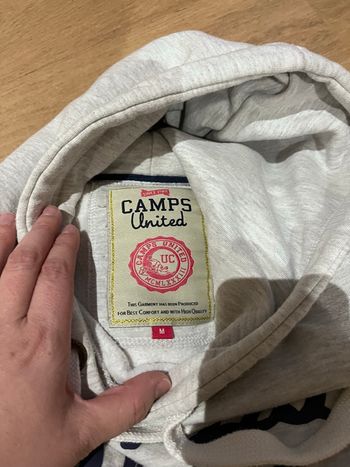 CAMPS
United
CAMPS UNITED
UC
THIS GARMENT HAS BEEN PRODUCED
FOR BEST COMFORT AND WITH HIGH QUALITY
M